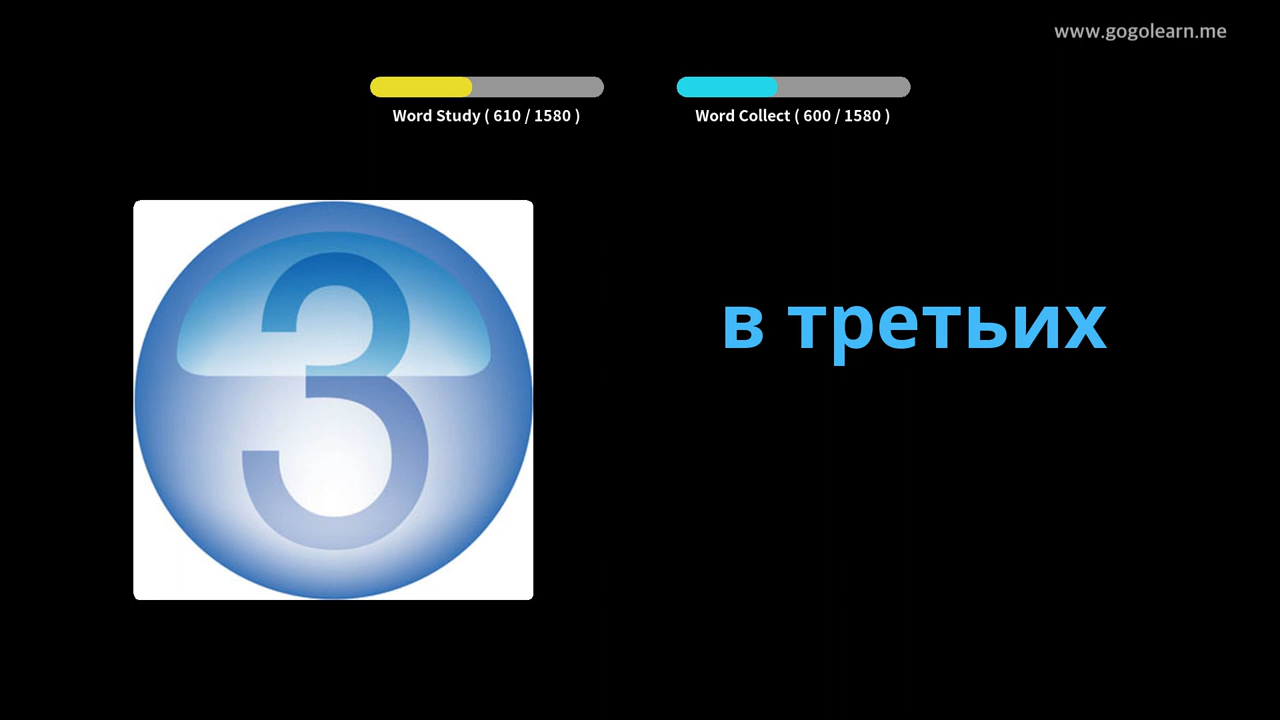 www.gogolearn.me
Word Study ( 610 / 1580 )
Word Collect ( 600 / 1580 )
3
в третьих